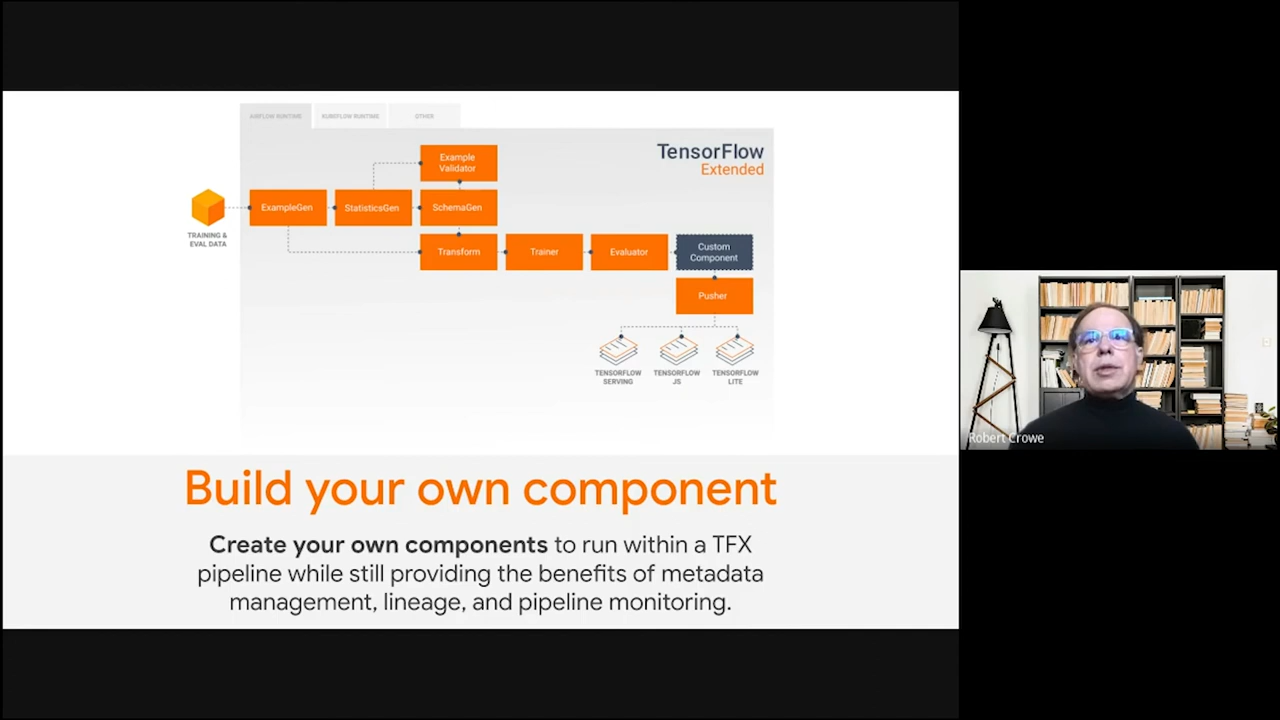 AIRFLOW RUNTIME
KUBEFLOW RUNTIME
OTHER
TensorFlow
Extended
Example
Validator
ExampleGen
StatisticsGen
SchemaGen
TRAINING &
EVAL DATA
Transform
Trainer
Evaluator
Custom
Component
Pusher
TENSORFLOW
SERVING
TENSORFLOW
JS
TENSORFLOW
LITE
Build your own component
Create your own components to run within a TFX
pipeline while still providing the benefits of metadata
management, lineage, and pipeline monitoring.
Robert Crowe